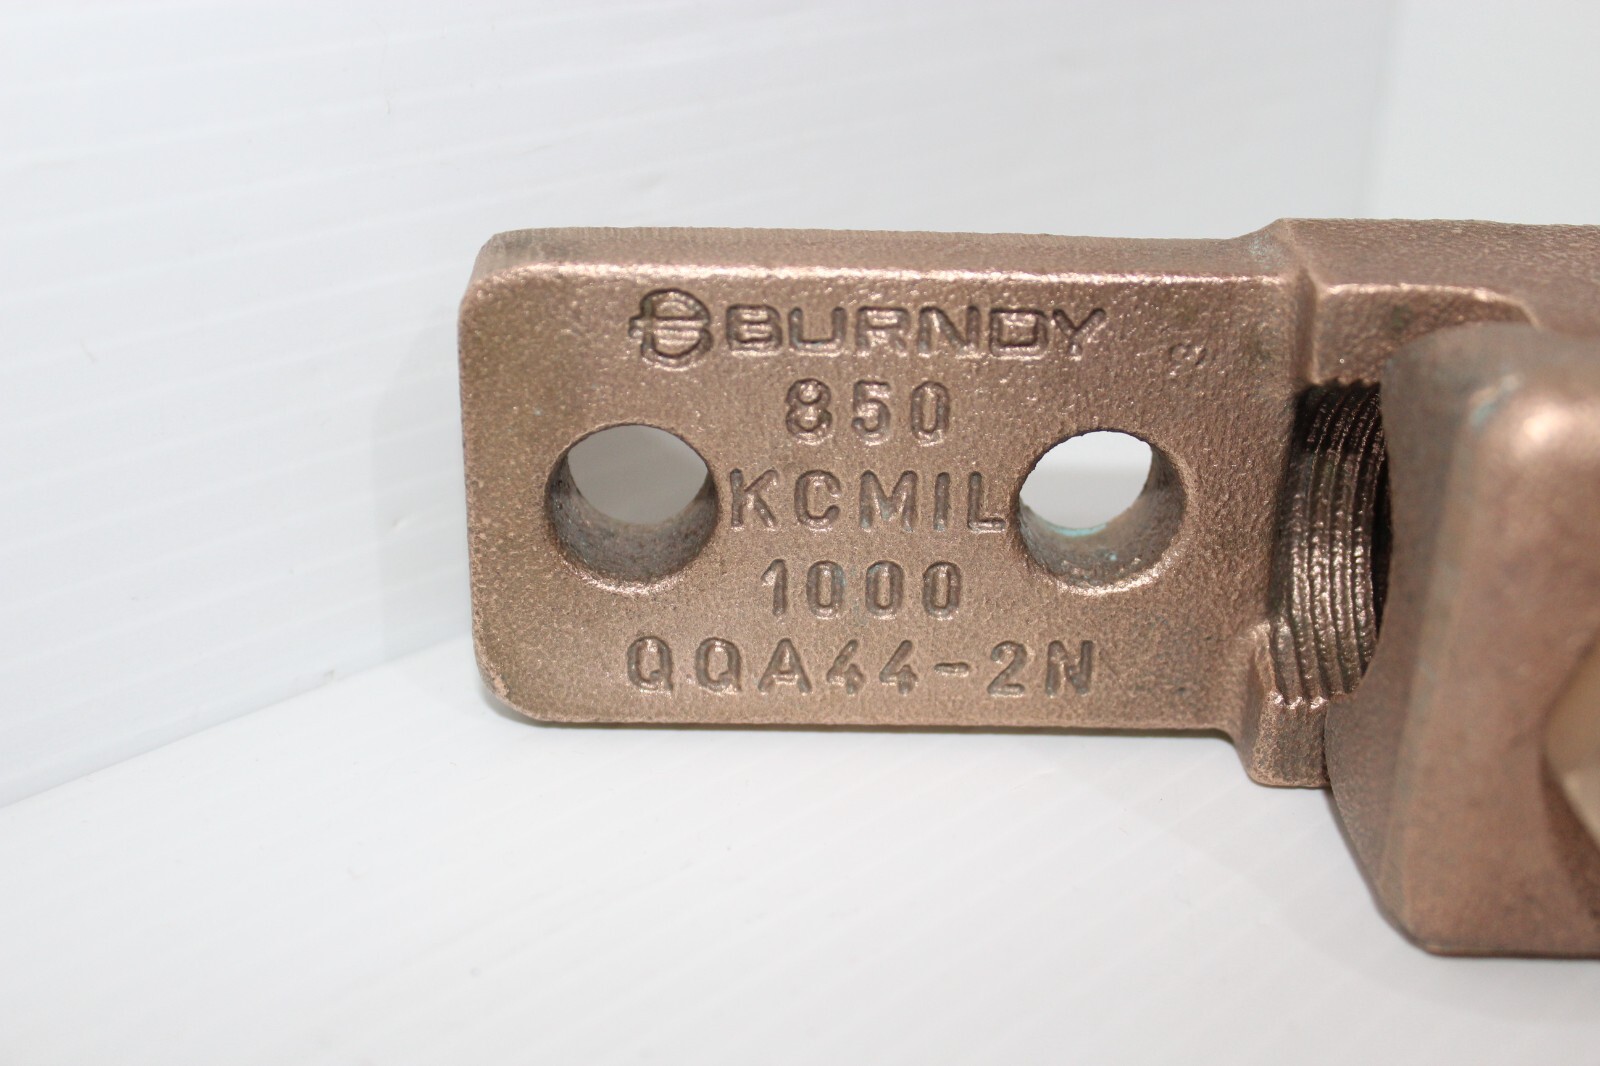 BURNDY
850
KCMIL
1000
QQA44-2N